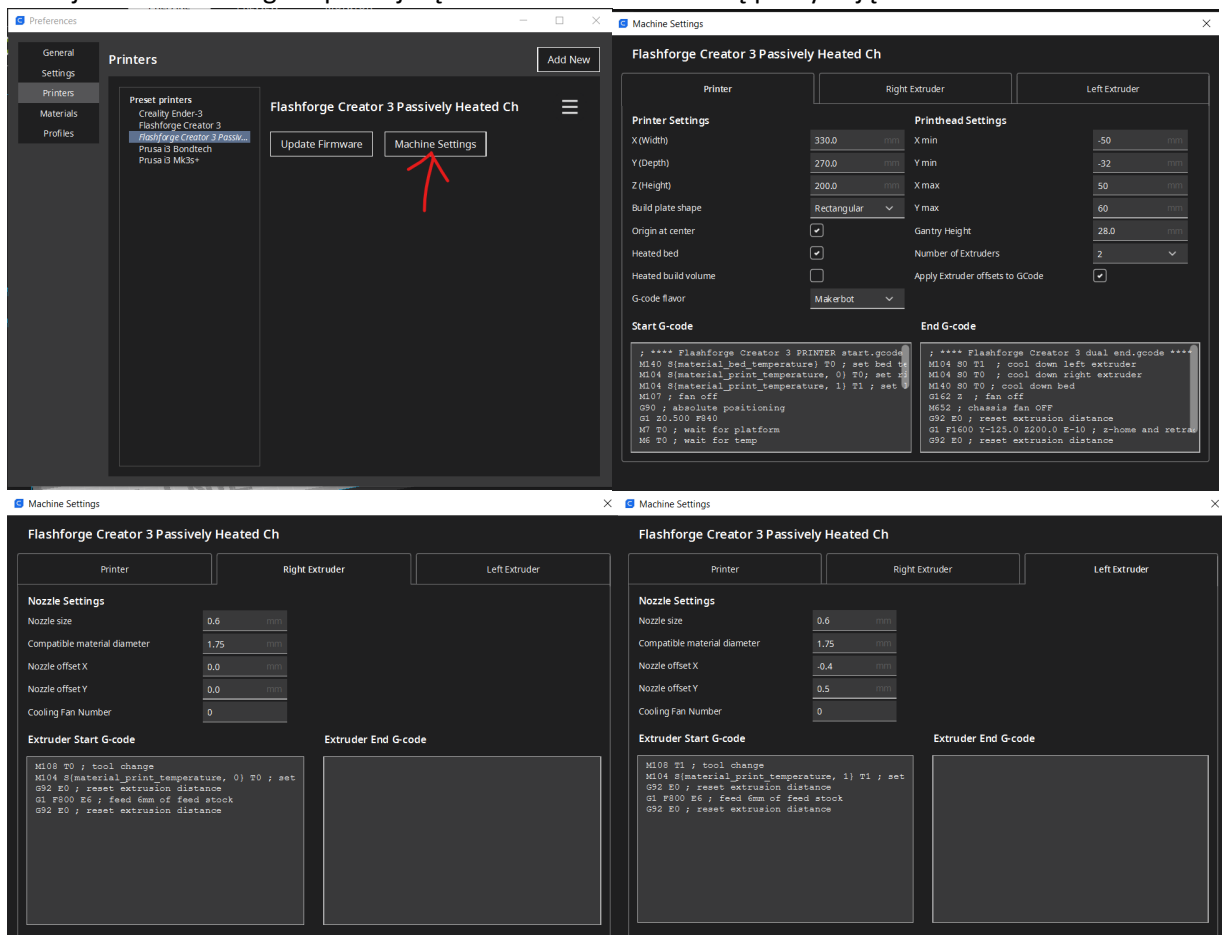 Preferences
General
Settings
Printers
Materials
Profiles
Printers
Add New
Preset printers
Creality Ender-3
Flashforge Creator 3
Flashforge Creator 3 Passiv...
Prusa i3 Bondtech
Prusa i3 Mk3s+
Flashforge Creator 3 Passively Heated Ch
Update Firmware
Machine Settings
Machine Settings
Flashforge Creator 3 Passively Heated Ch
Printer
Right Extruder
Left Extruder
Printer Settings
X (Width) 330.0 mm
Y (Depth) 270.0 mm
Z (Height) 200.0 mm
Build plate shape Rectangular
Origin at center
Heated bed
Heated build volume
G-code flavor Makerbot
Printhead Settings
X min -50 mm
Y min -32 mm
X max 50 mm
Y max 60 mm
Gantry Height 28.0 mm
Number of Extruders 2
Apply Extruder offsets to GCode
Start G-code
; **** Flashforge Creator 3 PRINTER start.gcode
M140 S{material_bed_temperature} T0 ; set bed te
M104 S{material_print_temperature, 0} T0; set ri
M104 S{material_print_temperature, 1} T1 ; set l
M107 ; fan off
G90 ; absolute positioning
G1 Z0.500 F840
M7 T0 ; wait for platform
M6 T0 ; wait for temp
End G-code
; **** Flashforge Creator 3 dual end.gcode ****
M104 S0 T1 ; cool down left extruder
M104 S0 T0 ; cool down right extruder
M140 S0 T0 ; cool down bed
G162 Z ; fan off
M652 ; chassis fan OFF
G92 E0 ; reset extrusion distance
G1 F1600 Y-125.0 Z200.0 E-10 ; z-home and retra
G92 E0 ; reset extrusion distance
Machine Settings
Flashforge Creator 3 Passively Heated Ch
Printer
Right Extruder
Left Extruder
Nozzle Settings
Nozzle size 0.6 mm
Compatible material diameter 1.75 mm
Nozzle offset X 0.0 mm
Nozzle offset Y 0.0 mm
Cooling Fan Number 0
Extruder Start G-code
M108 T0 ; tool change
M104 S{material_print_temperature, 0} T0 ; set
G92 E0 ; reset extrusion distance
G1 F800 E6 ; feed 6mm of feed stock
G92 E0 ; reset extrusion distance
Extruder End G-code
Machine Settings
Flashforge Creator 3 Passively Heated Ch
Printer
Right Extruder
Left Extruder
Nozzle Settings
Nozzle size 0.6 mm
Compatible material diameter 1.75 mm
Nozzle offset X -0.4 mm
Nozzle offset Y 0.5 mm
Cooling Fan Number 0
Extruder Start G-code
M108 T1 ; tool change
M104 S{material_print_temperature, 1} T1 ; set
G92 E0 ; reset extrusion distance
G1 F800 E6 ; feed 6mm of feed stock
G92 E0 ; reset extrusion distance
Extruder End G-code